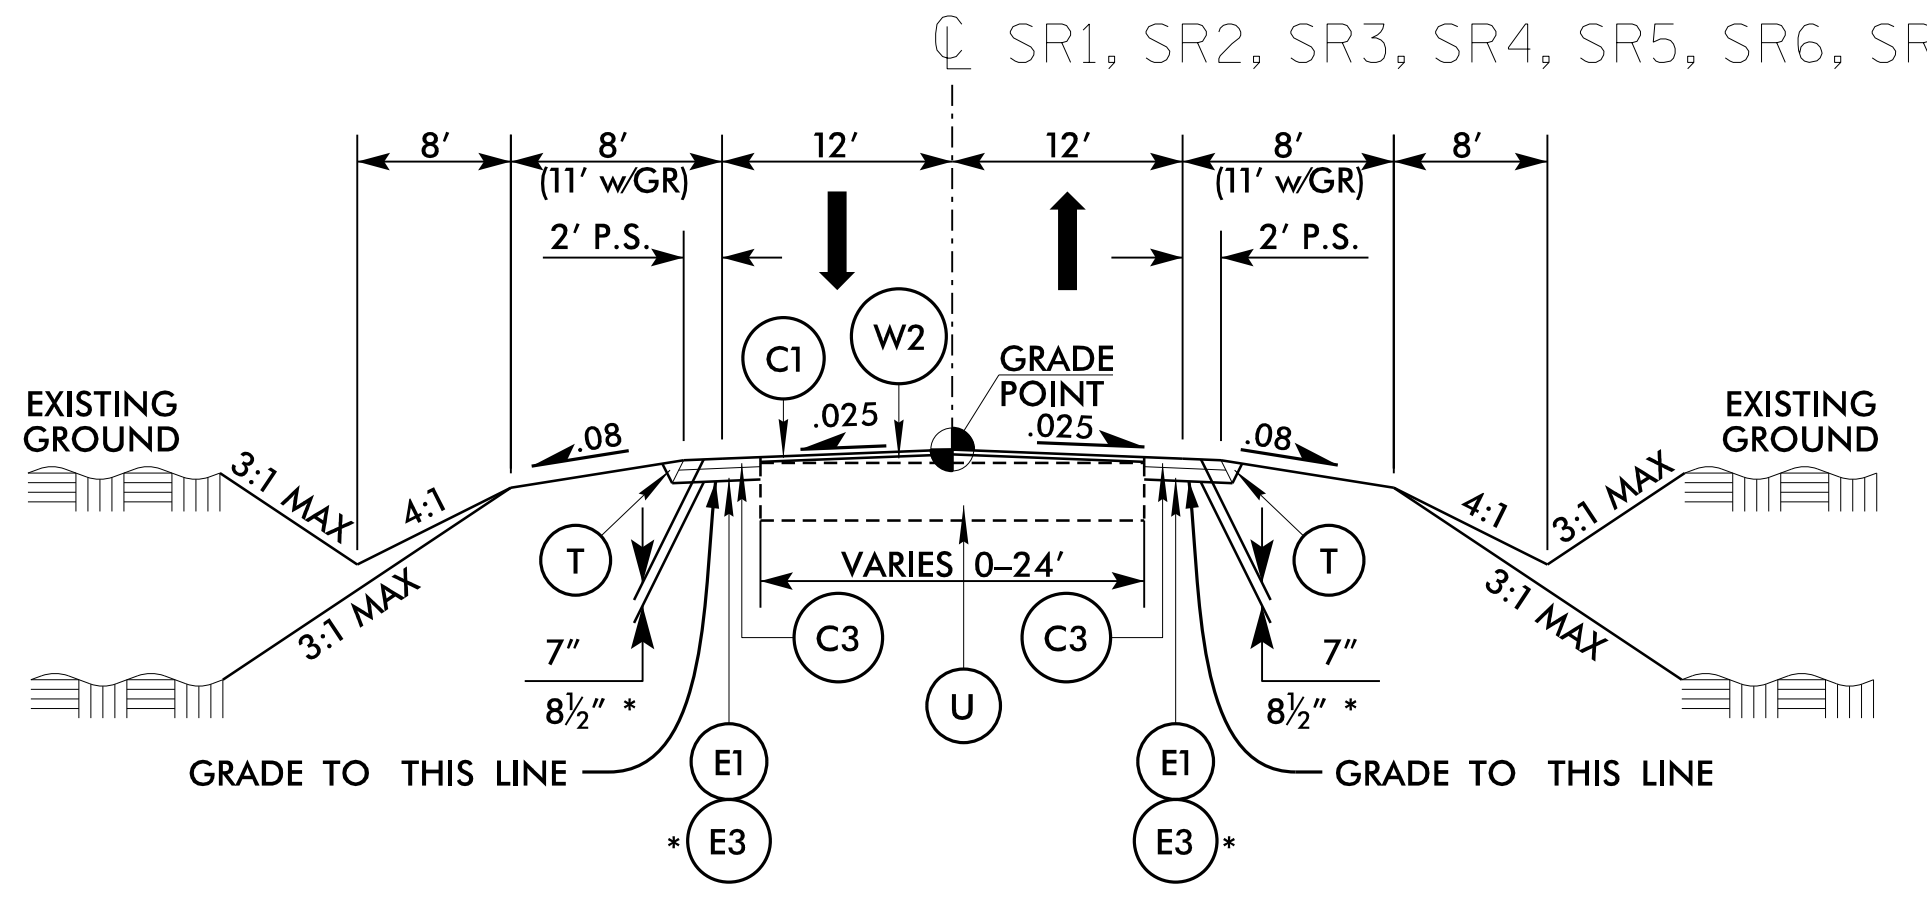 ℄ SR1, SR2, SR3, SR4, SR5, SR6, SR
8' 8' 12' 12' 8' 8'
(11' w/GR) (11' w/GR)
2' P.S. 2' P.S.
C1 W2 GRADE
POINT
EXISTING
GROUND
EXISTING
GROUND
.08 .025 .025 .08
3:1 MAX 4:1 4:1 3:1 MAX
T T
VARIES 0–24'
3:1 MAX 3:1 MAX
C3 C3
7" 7"
8½" * U 8½" *
GRADE TO THIS LINE E1 E1 GRADE TO THIS LINE
* E3 E3 *